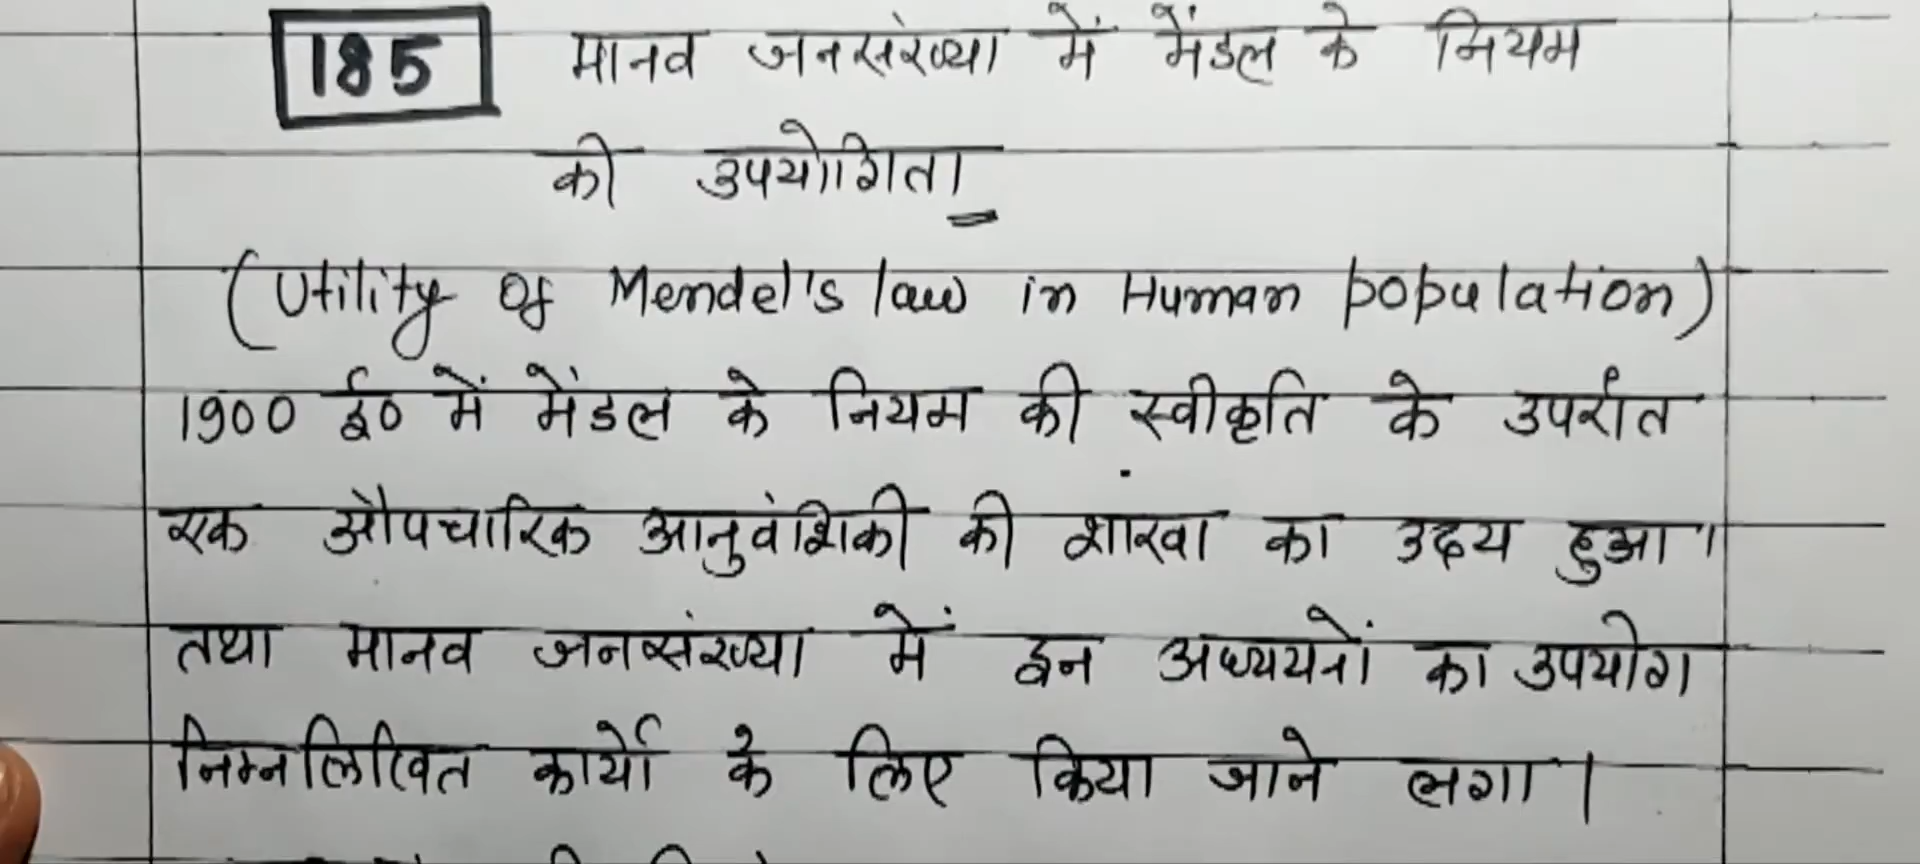 185 मानव जनसंख्या में मेंडल के नियम
की उपयोगिता
(Utility of Mendel's law in Human population)
1900 ई० में मेंडल के नियम की स्वीकृति के उपरांत
एक औपचारिक आनुवंशिकी की शाखा का उदय हुआ।
तथा मानव जनसंख्या में इन अध्ययनों का उपयोग
निम्नलिखित कार्यो के लिए किया जाने लगा।